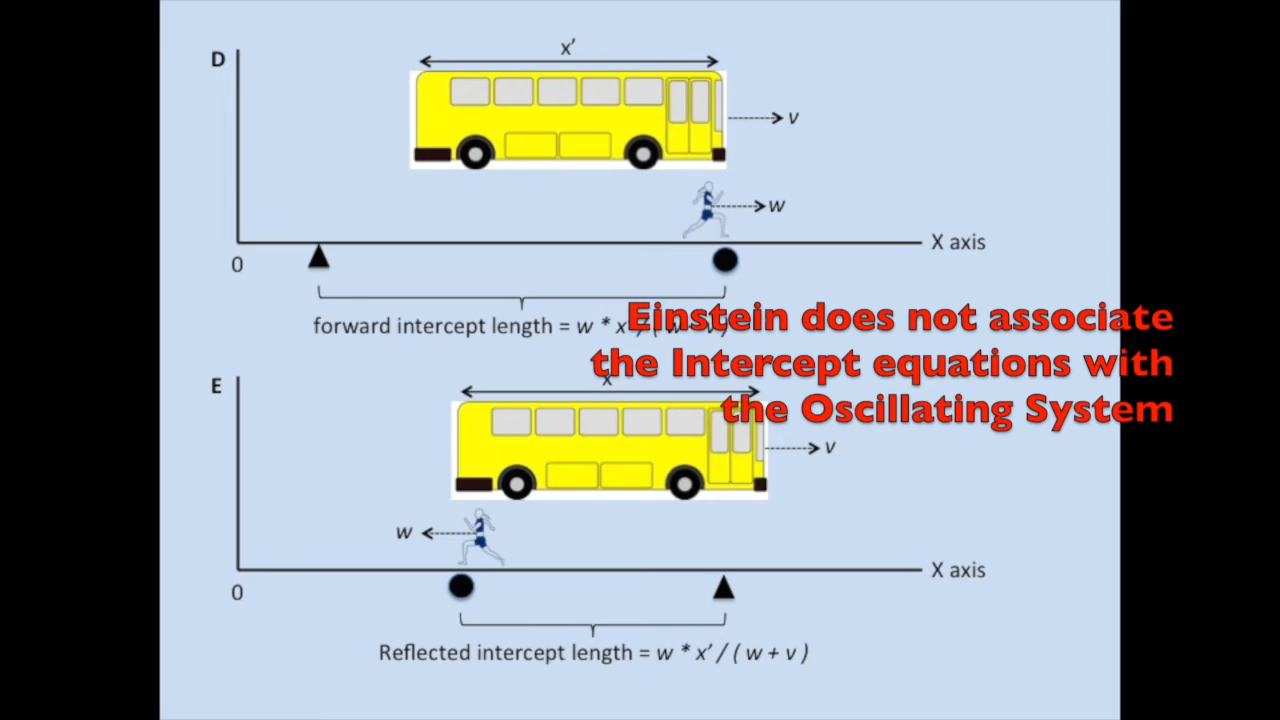 D
x’
v
w
X axis
0
forward intercept length = w * x
Einstein does not associate
the Intercept equations with
the Oscillating System
E
x
v
w
X axis
0
Reflected intercept length = w * x’ / ( w + v )